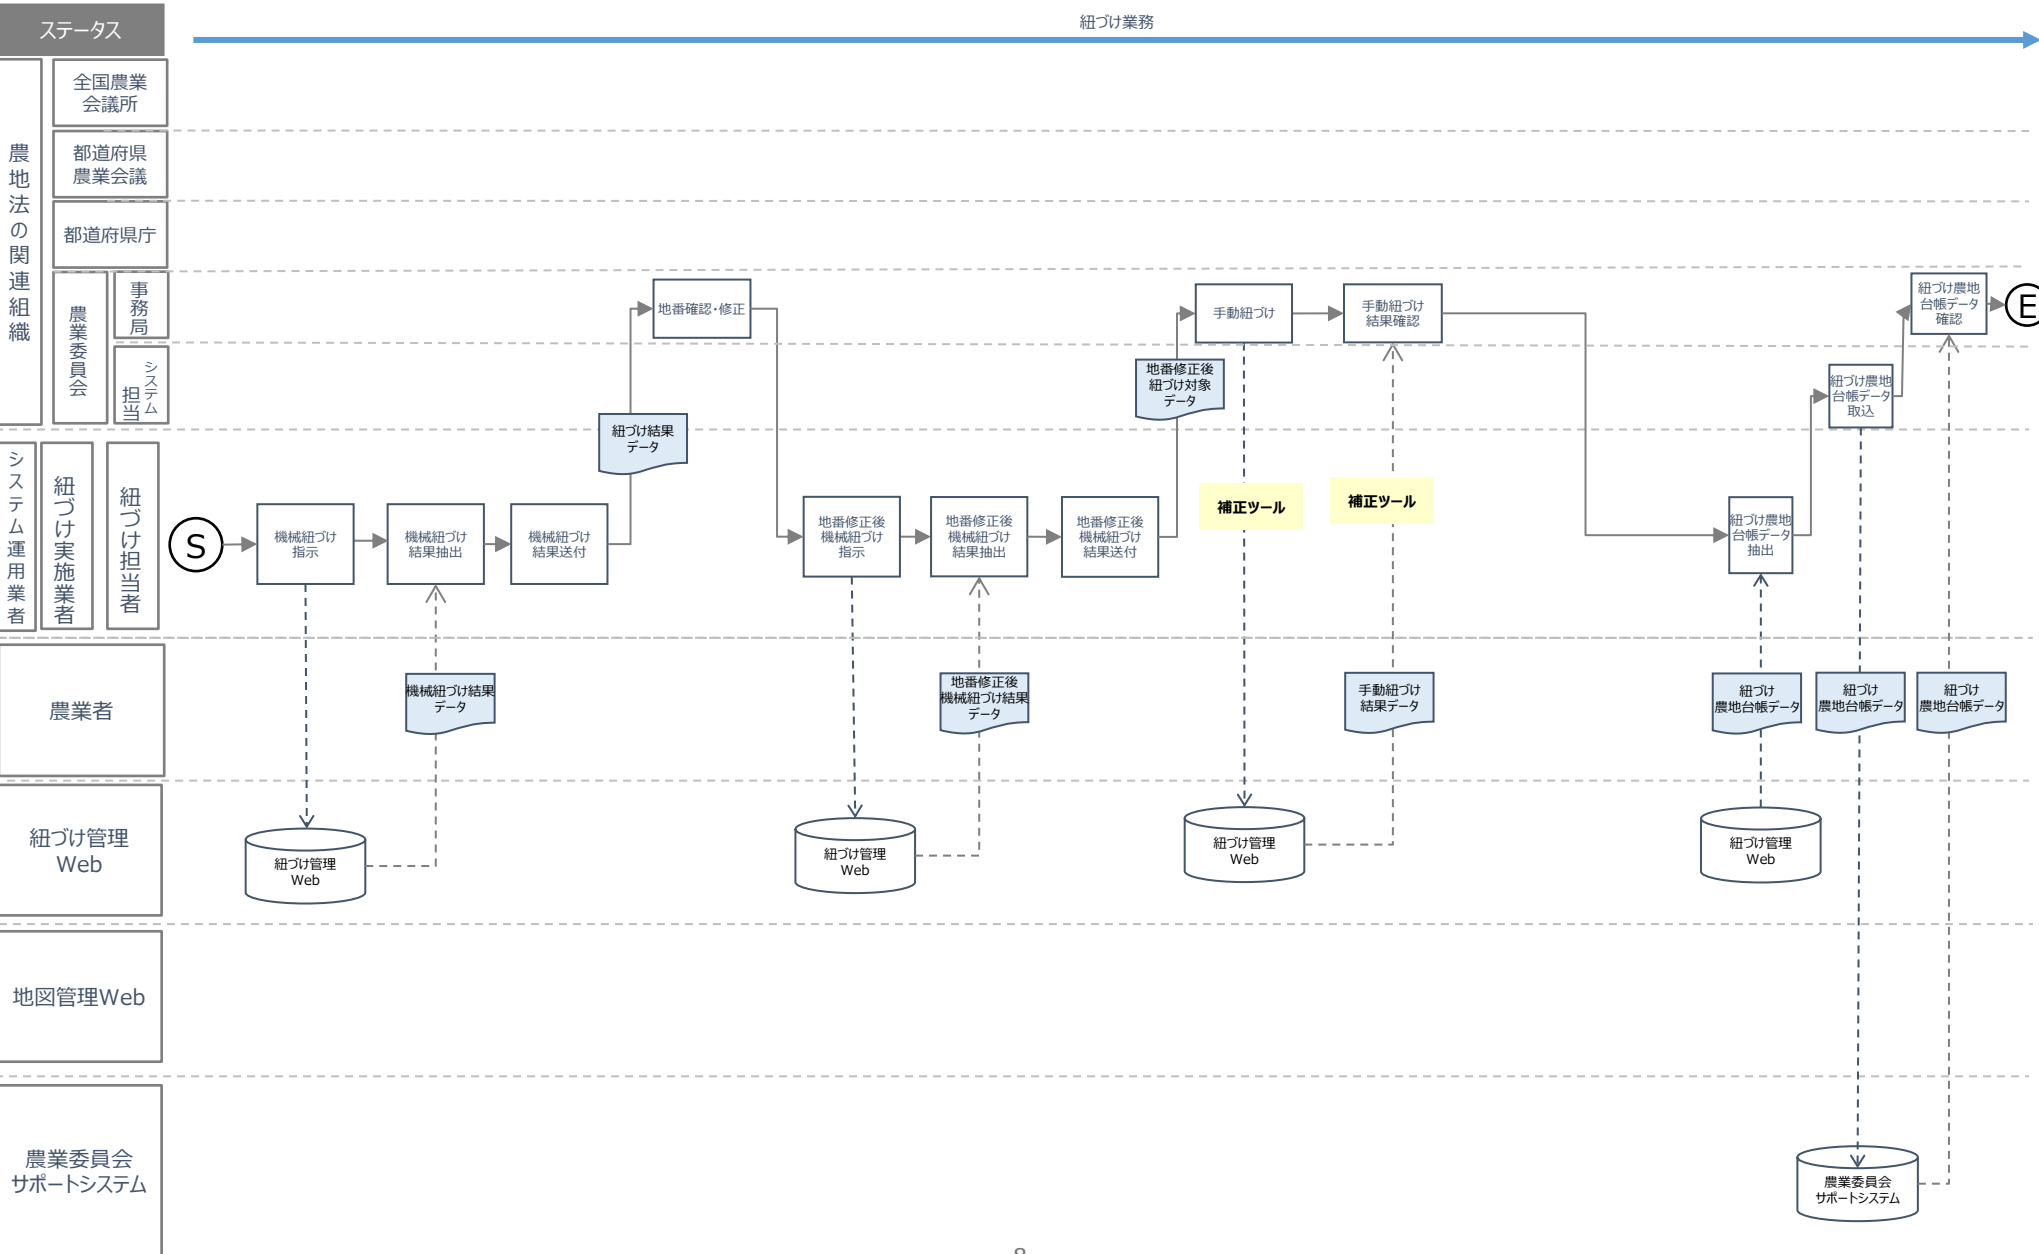 ステータス
紐づけ業務
農地法の関連組織
全国農業
会議所
都道府県
農業会議
都道府県庁
農業委員会
事務局
システム
担当
システム運用業者
紐づけ実施業者
紐づけ担当者
農業者
紐づけ管理
Web
地図管理Web
農業委員会
サポートシステム
S
機械紐づけ
指示
機械紐づけ
結果抽出
機械紐づけ
結果送付
紐づけ結果
データ
地番確認・修正
地番修正後
機械紐づけ
指示
地番修正後
機械紐づけ
結果抽出
地番修正後
機械紐づけ
結果送付
地番修正後
紐づけ対象
データ
手動紐づけ
手動紐づけ
結果確認
補正ツール
補正ツール
紐づけ農地
台帳データ
抽出
紐づけ農地
台帳データ
取込
紐づけ農地
台帳データ
確認
E
機械紐づけ結果
データ
地番修正後
機械紐づけ結果
データ
手動紐づけ
結果データ
紐づけ
農地台帳データ
紐づけ
農地台帳データ
紐づけ
農地台帳データ
紐づけ管理
Web
紐づけ管理
Web
紐づけ管理
Web
紐づけ管理
Web
農業委員会
サポートシステム